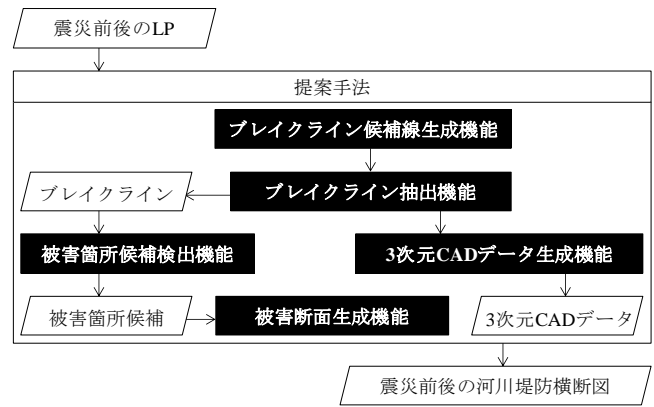 震災前後のLP
提案手法
ブレイクライン候補線生成機能
ブレイクライン
ブレイクライン抽出機能
被害箇所候補検出機能
3次元CADデータ生成機能
被害箇所候補
被害断面生成機能
3次元CADデータ
震災前後の河川堤防横断図